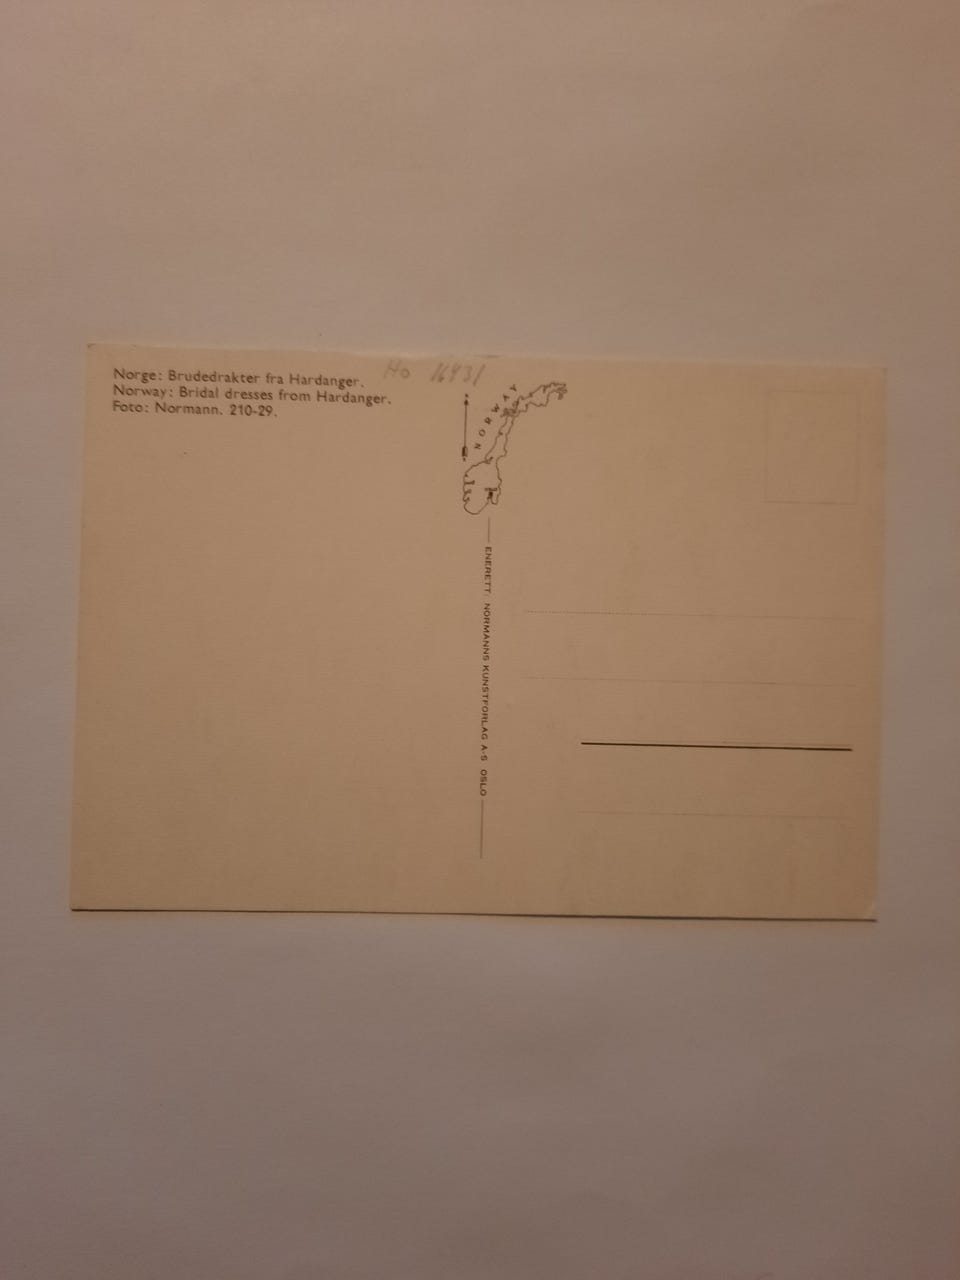 Norge: Brudedrakter fra Hardanger.
Norway: Bridal dresses from Hardanger.
Foto: Normann. 210-29.
Ho 16431
NORWAY
ENERETT: NORMANNS KUNSTFORLAG A-S OSLO